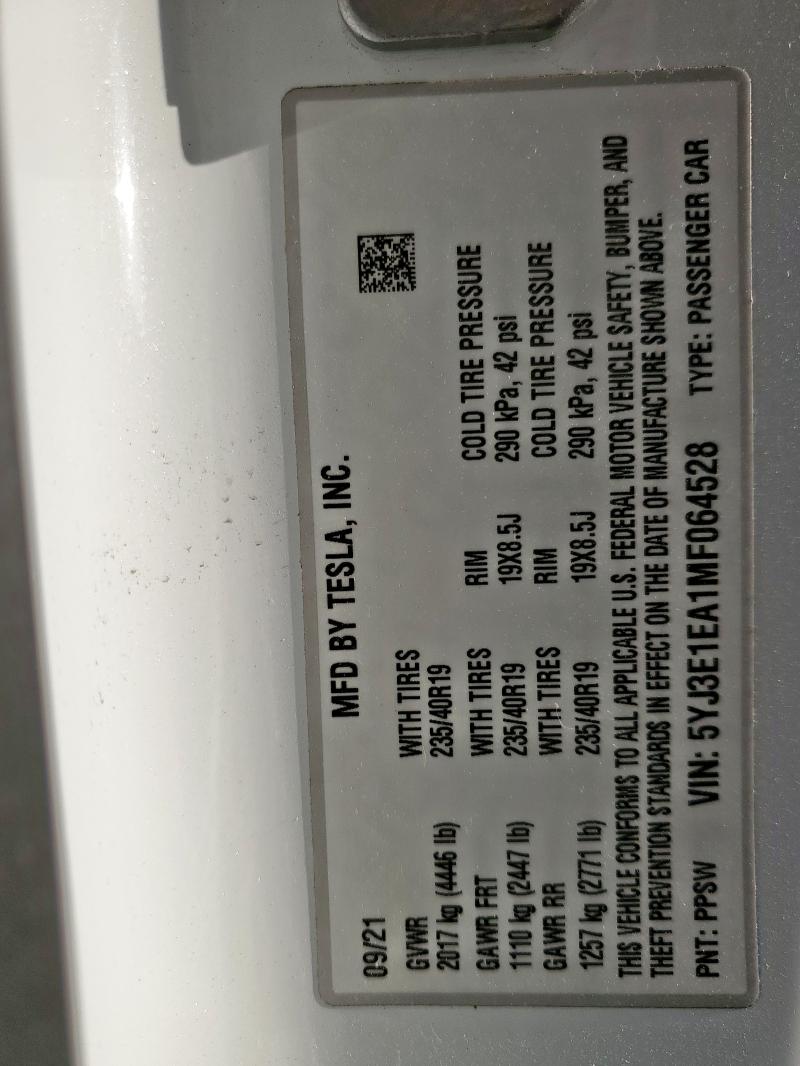 MFD BY TESLA, INC.
09/21
GVWR WITH TIRES
2017 kg (4446 lb) 235/40R19
GAWR FRT WITH TIRES RIM COLD TIRE PRESSURE
1110 kg (2447 lb) 235/40R19 19X8.5J 290 kPa, 42 psi
GAWR RR WITH TIRES RIM COLD TIRE PRESSURE
1257 kg (2771 lb) 235/40R19 19X8.5J 290 kPa, 42 psi
THIS VEHICLE CONFORMS TO ALL APPLICABLE U.S. FEDERAL MOTOR VEHICLE SAFETY, BUMPER, AND
THEFT PREVENTION STANDARDS IN EFFECT ON THE DATE OF MANUFACTURE SHOWN ABOVE.
PNT: PPSW VIN: 5YJ3E1EA1MF064528 TYPE: PASSENGER CAR